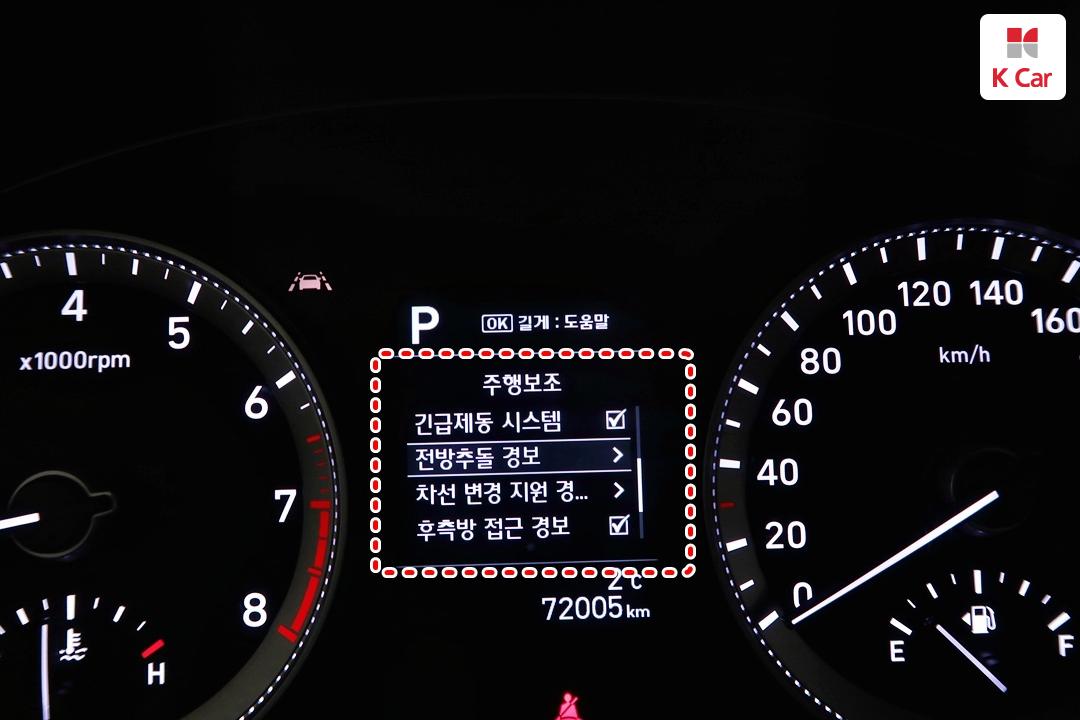 K Car
4
5
x1000rpm
6
7
8
H
P
OK 길게 : 도움말
주행보조
긴급제동 시스템
전방추돌 경보
차선 변경 지원 경...
후측방 접근 경보
2°C
72005 km
0
20
40
60
80
100
120
140
160
km/h
E
F